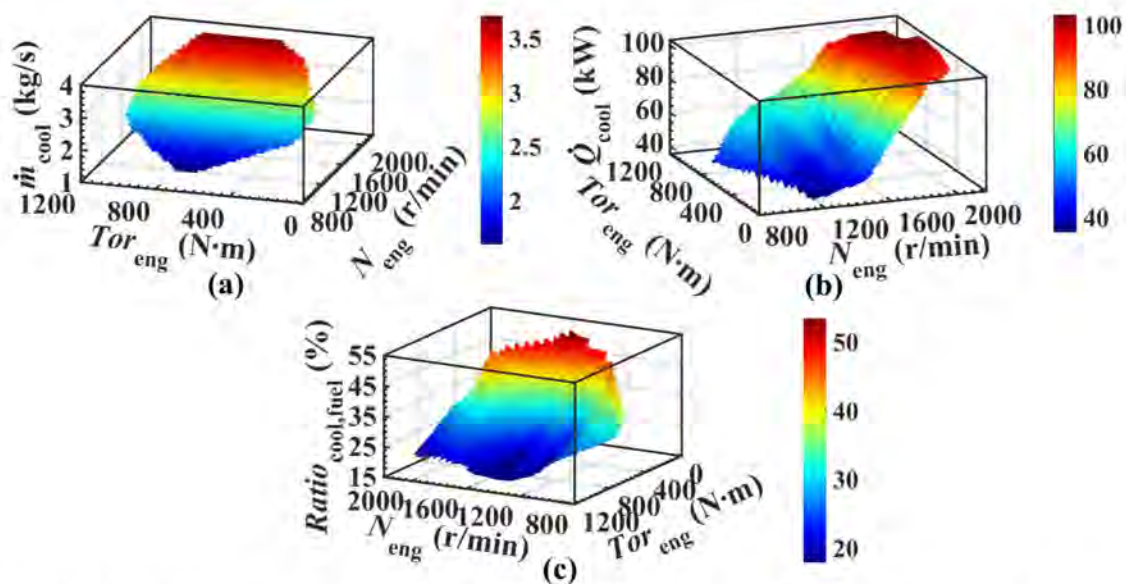 ṁcool (kg/s)
4
3
2
1
1200 800 400 0
Toreng (N·m)
800 1200 1600 2000
Neng (r/min)
3.5
3
2.5
2
(a)
Q̇cool (kW)
100
80
60
40
1200 800 400 0
Toreng (N·m)
800 1200 1600 2000
Neng (r/min)
100
80
60
40
(b)
Ratiocool,fuel (%)
55
45
35
25
15
2000 1600 1200 800
Neng (r/min)
1200 800 400 0
Toreng (N·m)
50
40
30
20
(c)